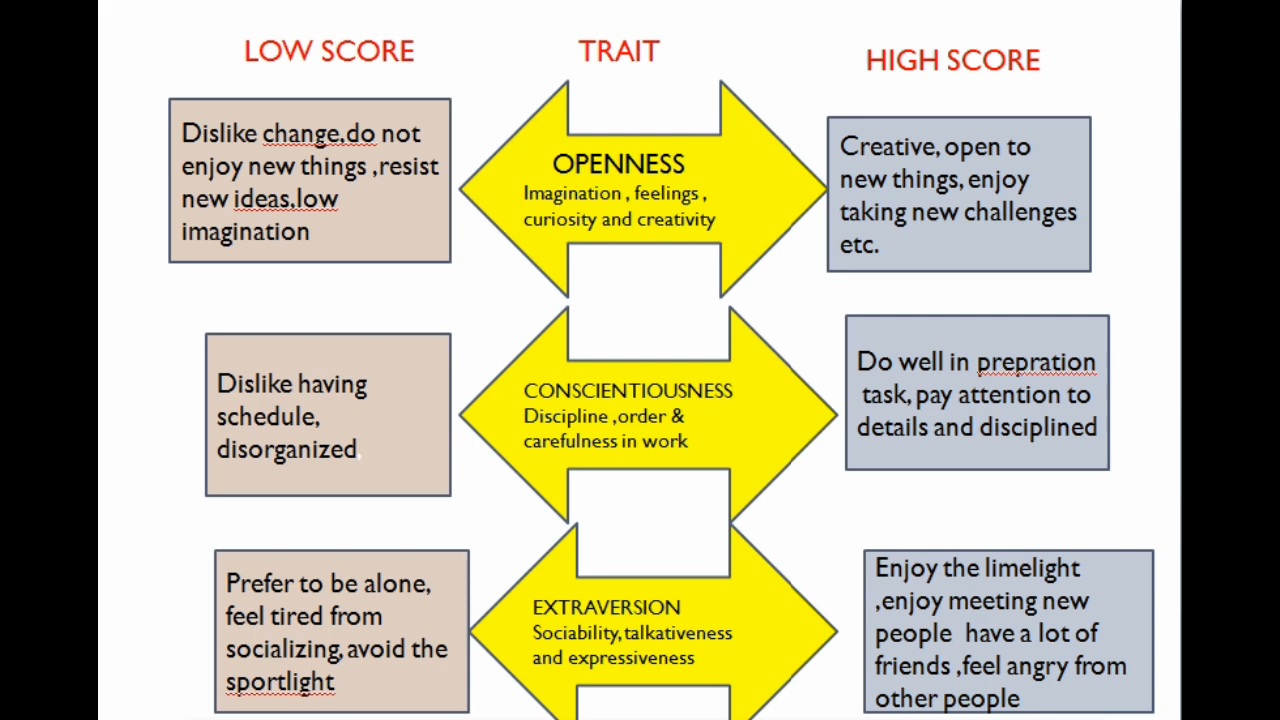 LOW SCORE
TRAIT
HIGH SCORE
Dislike change,do not
enjoy new things ,resist
new ideas,low
imagination
OPENNESS
Imagination , feelings ,
curiosity and creativity
Creative, open to
new things, enjoy
taking new challenges
etc.
Dislike having
schedule,
disorganized.
CONSCIENTIOUSNESS
Discipline ,order &
carefulness in work
Do well in prepration
task, pay attention to
details and disciplined
Prefer to be alone,
feel tired from
socializing, avoid the
sportlight
EXTRAVERSION
Sociability, talkativeness
and expressiveness
Enjoy the limelight
,enjoy meeting new
people have a lot of
friends ,feel angry from
other people